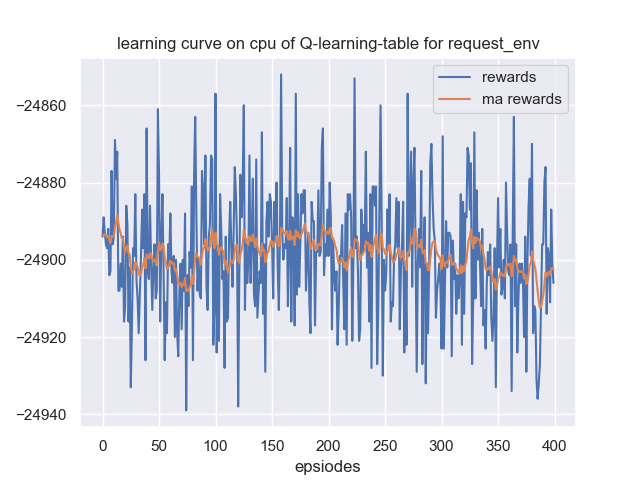 learning curve on cpu of Q-learning-table for request_env
rewards
ma rewards
−24860
−24880
−24900
−24920
−24940
0 50 100 150 200 250 300 350 400
epsiodes